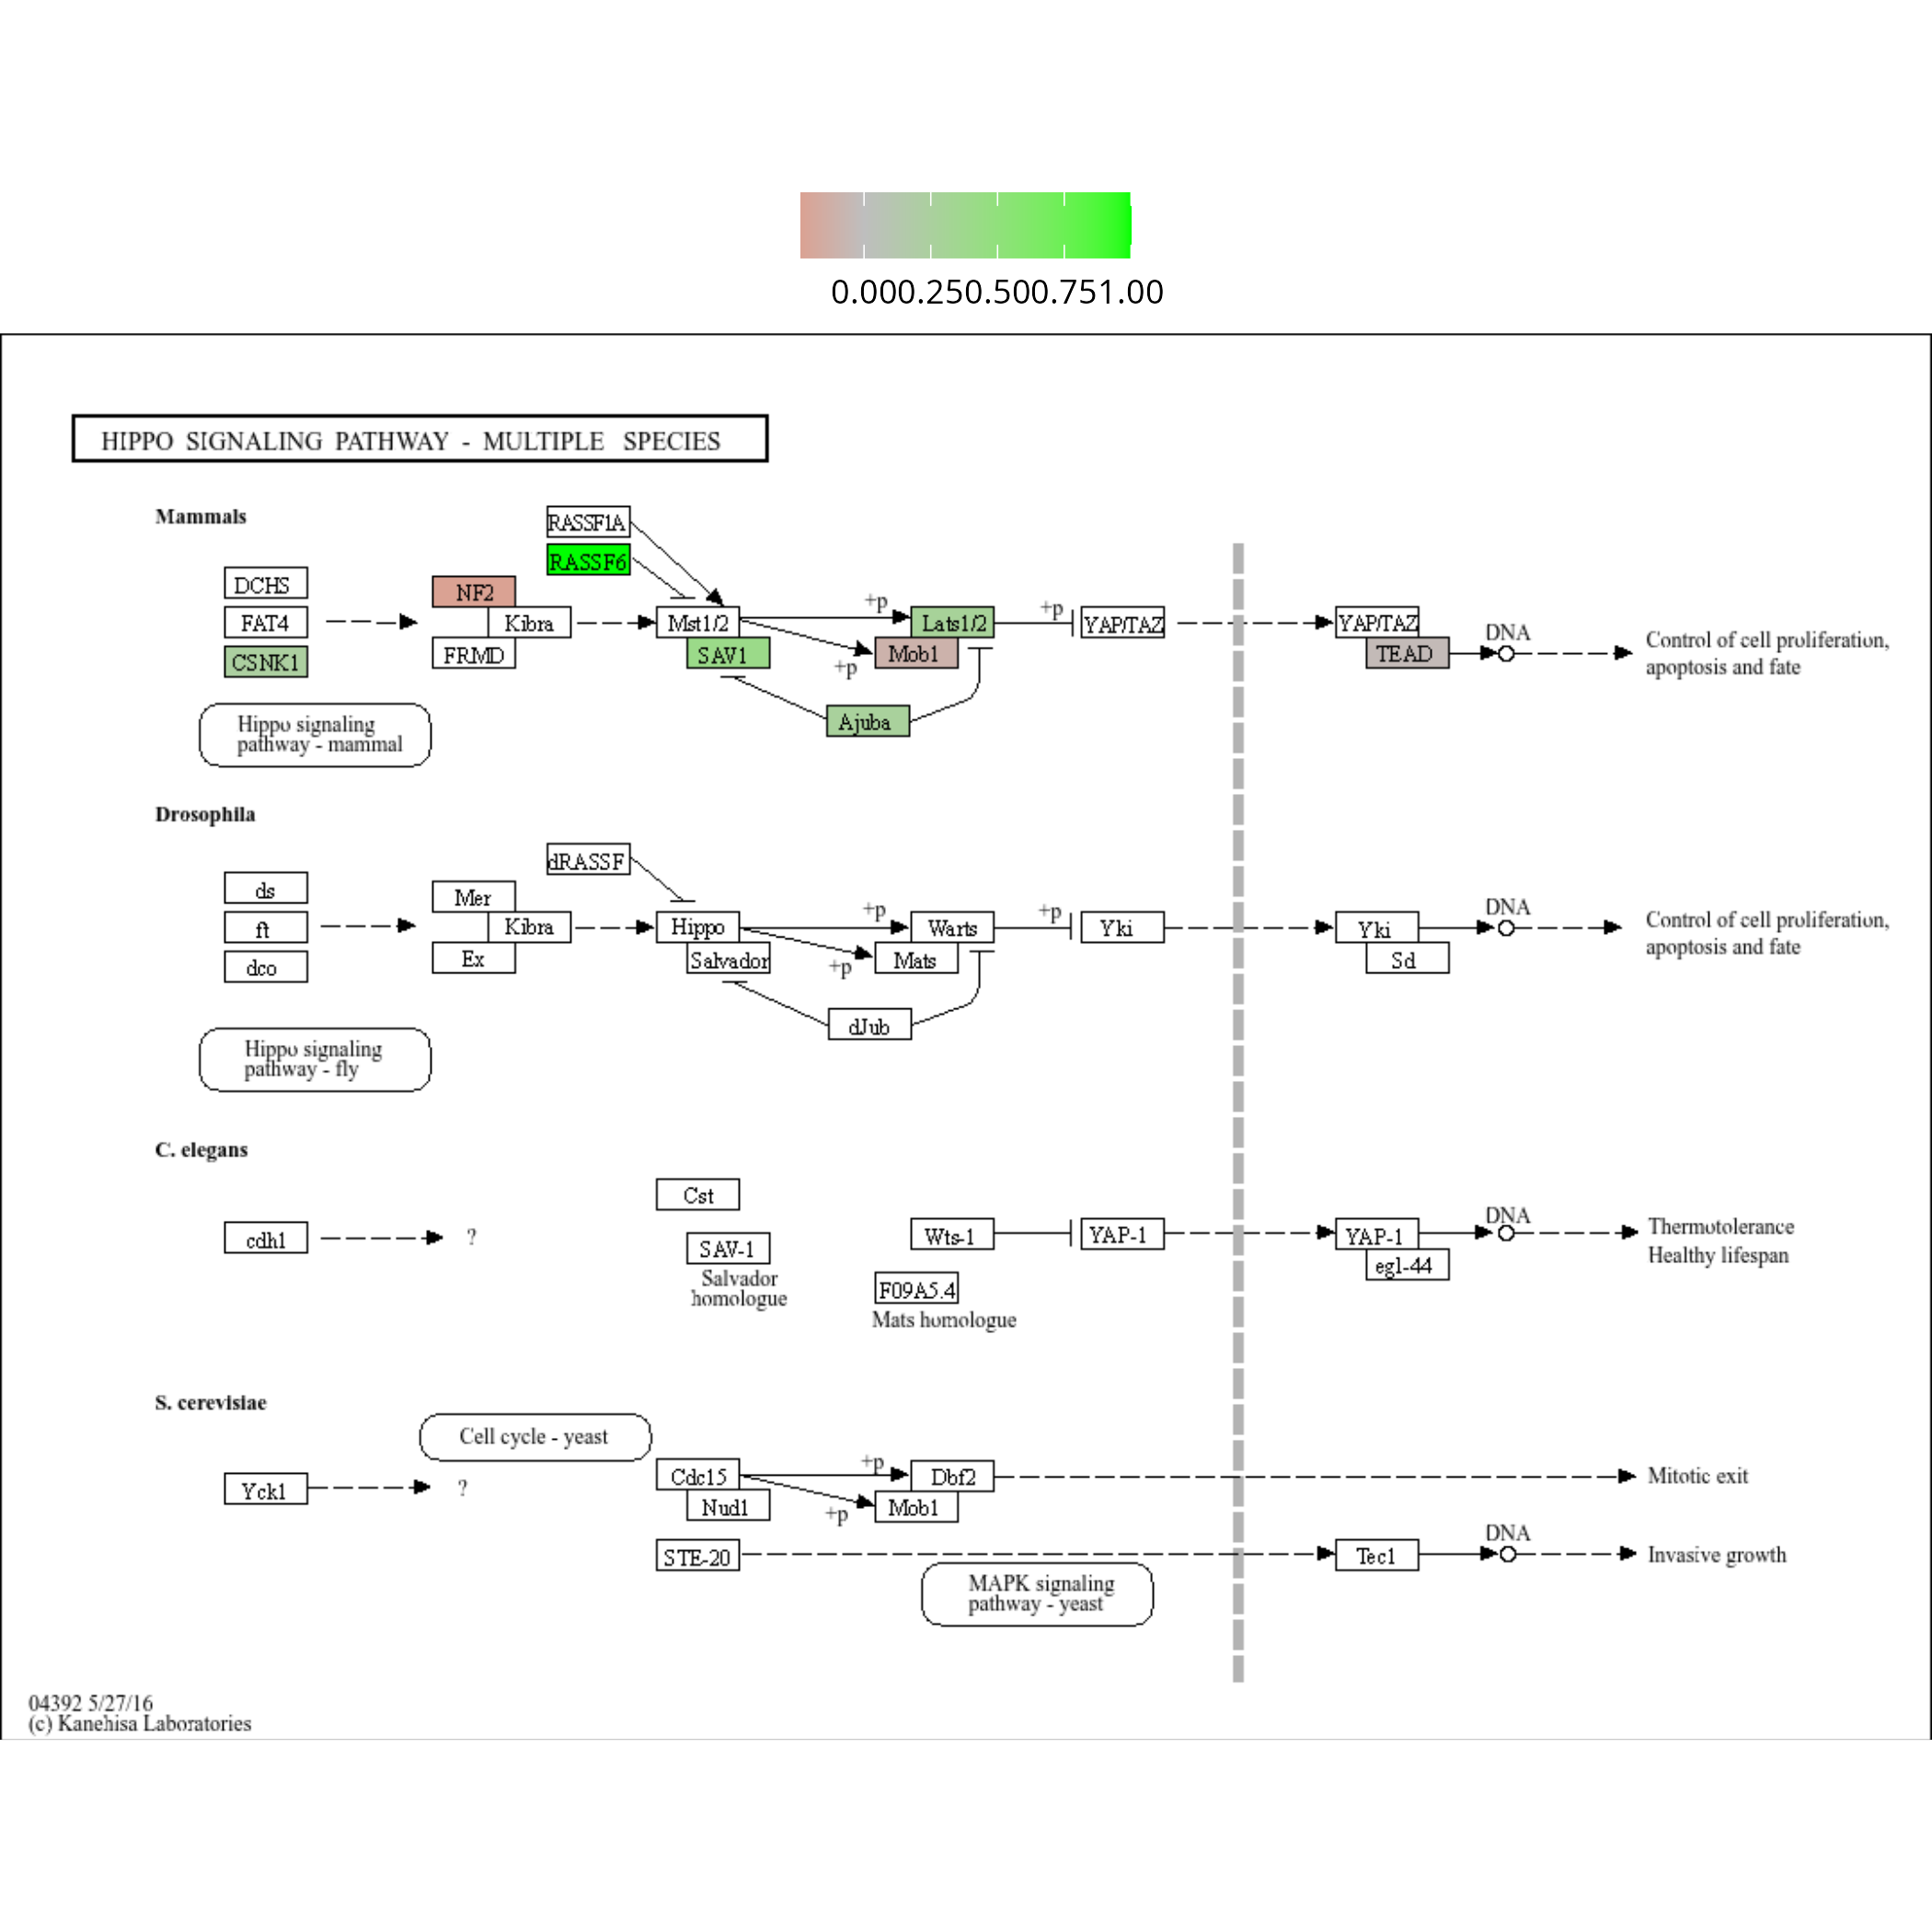 0.000.250.500.751.00
HIPPO SIGNALING PATHWAY - MULTIPLE SPECIES
Mammals
RASSF1A
RASSF6
DCHS
NF2
FAT4
Kibra
Mst1/2
+p
Lats1/2
+p
YAP/TAZ
YAP/TAZ
DNA
CSNK1
FRMD
SAV1
+p
Mob1
TEAD
Control of cell proliferation,
apoptosis and fate
Ajuba
Hippo signaling
pathway - mammal
Drosophila
dRASSF
ds
Mer
ft
Kibra
Hippo
+p
Warts
+p
Yki
Yki
DNA
Control of cell proliferation,
apoptosis and fate
dco
Ex
Salvador
+p
Mats
Sd
dJub
Hippo signaling
pathway - fly
C. elegans
Cst
cdh1
?
SAV-1
Salvador
homologue
Wts-1
YAP-1
YAP-1
DNA
egl-44
Thermotolerance
Healthy lifespan
F09A5.4
Mats homologue
S. cerevisiae
Cell cycle - yeast
Yck1
?
Cdc15
+p
Dbf2
Mitotic exit
Nud1
+p
Mob1
STE-20
Tec1
DNA
Invasive growth
MAPK signaling
pathway - yeast
04392 5/27/16
(c) Kanehisa Laboratories